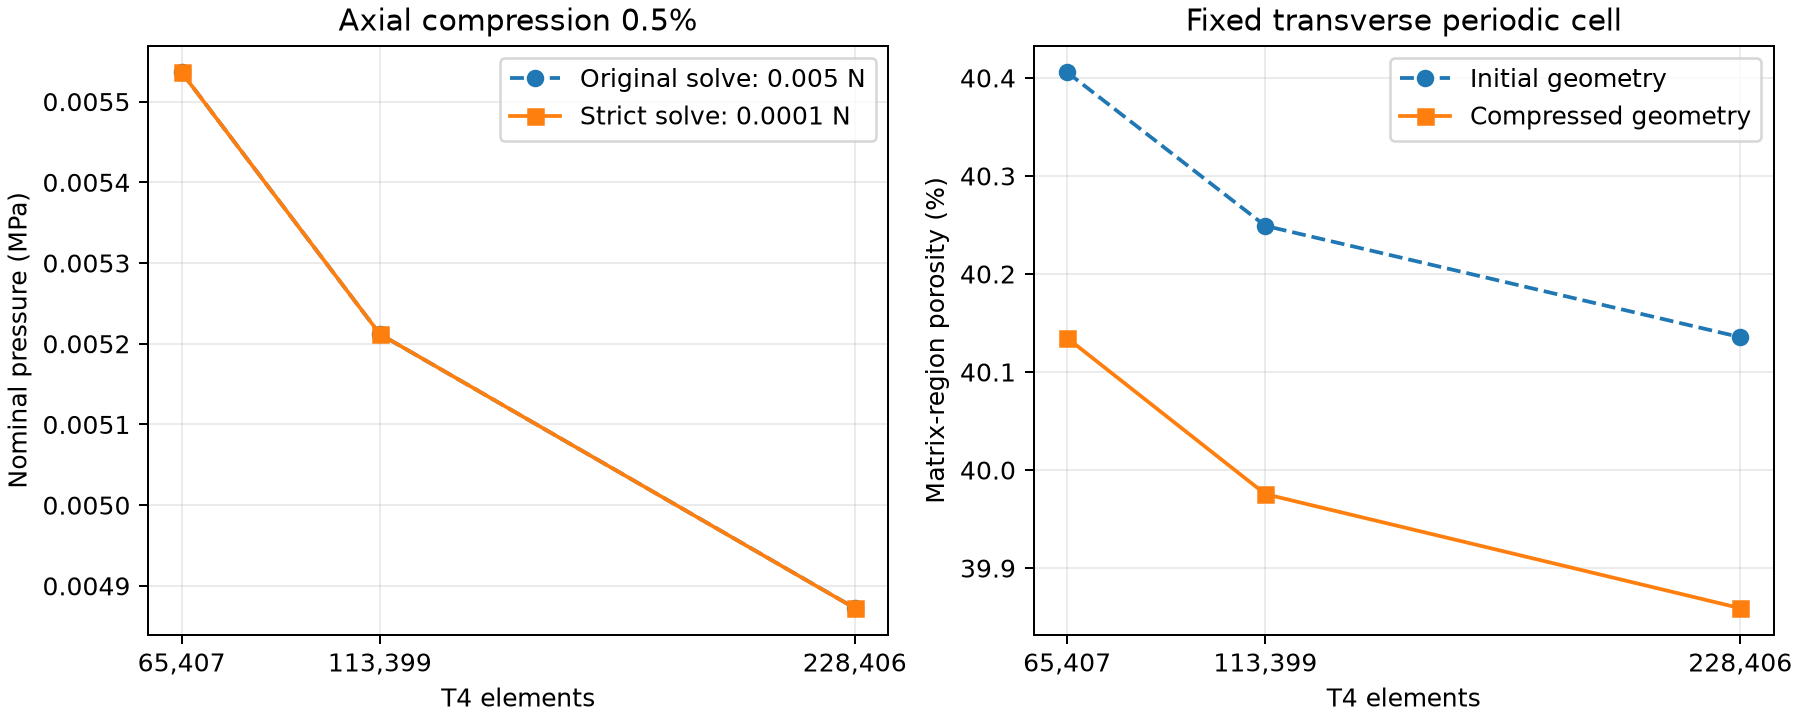 Axial compression 0.5%
Nominal pressure (MPa)
0.0055
0.0054
0.0053
0.0052
0.0051
0.0050
0.0049
Original solve: 0.005 N
Strict solve: 0.0001 N
65,407
113,399
228,406
T4 elements
Fixed transverse periodic cell
Matrix-region porosity (%)
40.4
40.3
40.2
40.1
40.0
39.9
Initial geometry
Compressed geometry
65,407
113,399
228,406
T4 elements